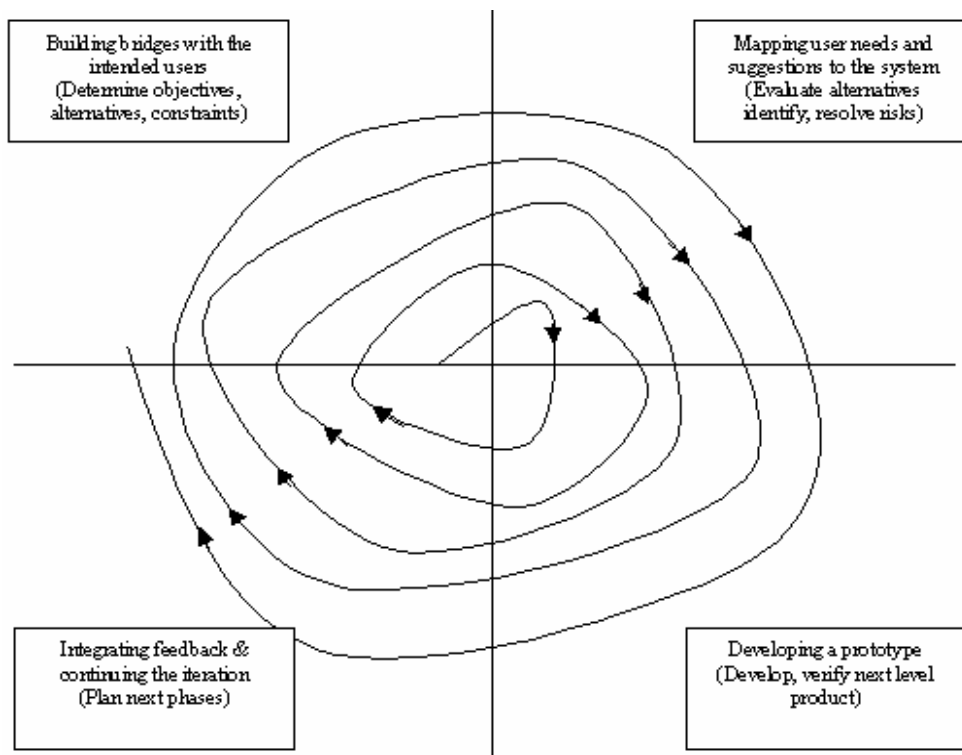 Building bridges with the
intended users
(Determine objectives,
alternatives, constraints)
Mapping user needs and
suggestions to the system
(Evaluate alternatives
identify, resolve risks)
Integrating feedback &
continuing the iteration
(Plan next phases)
Developing a prototype
(Develop, verify next level
product)